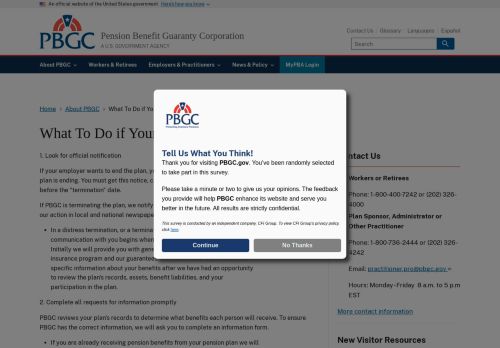 An official website of the United States government Here's how you know
PBGC
Pension Benefit Guaranty Corporation
A U.S. GOVERNMENT AGENCY
Contact Us Glossary Languages Español
Search
About PBGC Workers & Retirees Employers & Practitioners News & Policy MyPBA Login
Home › About PBGC › What To Do if Yo
What To Do if Your
1. Look for official notification
If your employer wants to end the plan, yo
plan is ending. You must get this notice, c
before the "termination" date.
If PBGC is terminating the plan, we notify
our action in local and national newspape
In a distress termination, or a termina
communication with you begins when
Initially we will provide you with gene
insurance program and our guarantee
specific information about your benefits after we have had an opportunity
to review the plan's records, assets, benefit liabilities, and your
participation in the plan.
2. Complete all requests for information promptly
PBGC reviews your plan's records to determine what benefits each person will receive. To ensure
PBGC has the correct information, we will ask you to complete an information form.
If you are already receiving pension benefits from your pension plan we will
PBGC
Protecting America's Pensions
Tell Us What You Think!
Thank you for visiting PBGC.gov. You've been randomly selected
to take part in this survey.
Please take a minute or two to give us your opinions. The feedback
you provide will help PBGC enhance its website and serve you
better in the future. All results are strictly confidential.
This survey is conducted by an independent company, CFI Group. To view CFI Group's privacy policy
click here.
Continue No Thanks
ntact Us
Workers or Retirees
Phone: 1-800-400-7242 or (202) 326-
4000
Plan Sponsor, Administrator or
Other Practitioner
Phone: 1-800-736-2444 or (202) 326-
4242
Email: practitioner.pro@pbgc.gov
Hours: Monday - Friday 8 a.m. to 5 p.m
EST
More contact information
New Visitor Resources